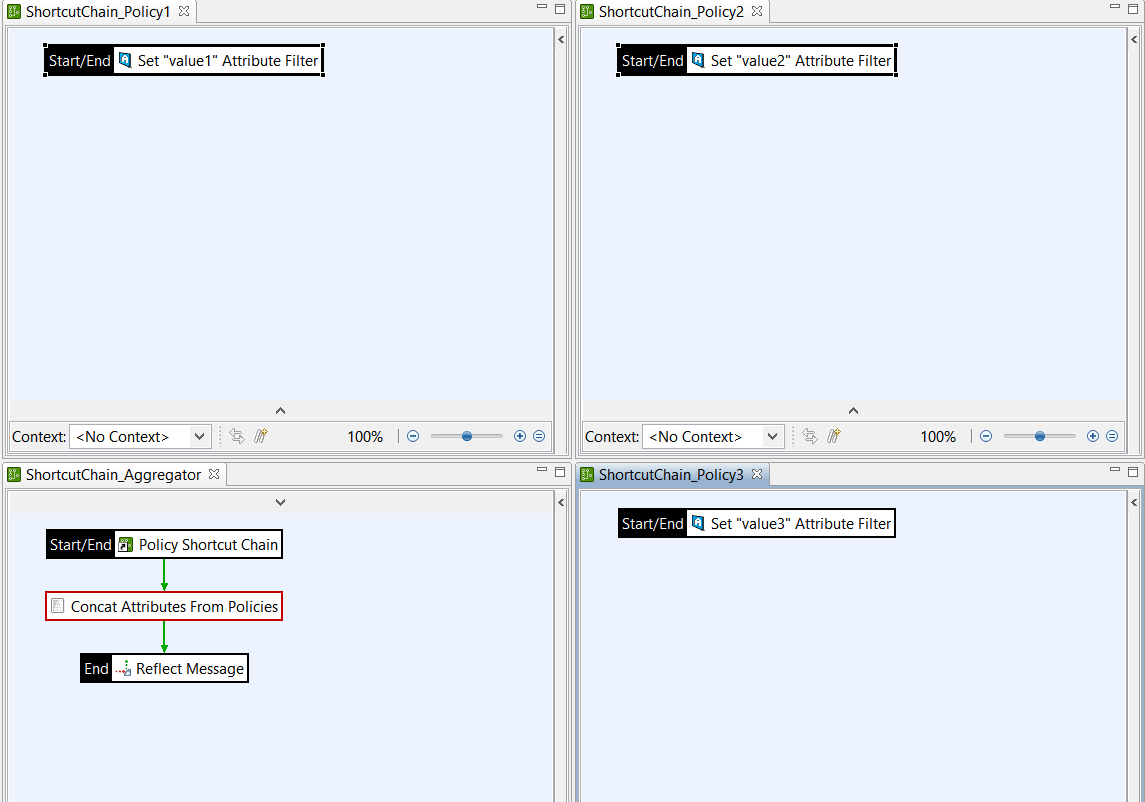 ShortcutChain_Policy1
Start/End Set "value1" Attribute Filter
Context: <No Context> 100%
ShortcutChain_Policy2
Start/End Set "value2" Attribute Filter
Context: <No Context> 100%
ShortcutChain_Aggregator
Start/End Policy Shortcut Chain
Concat Attributes From Policies
End Reflect Message
ShortcutChain_Policy3
Start/End Set "value3" Attribute Filter